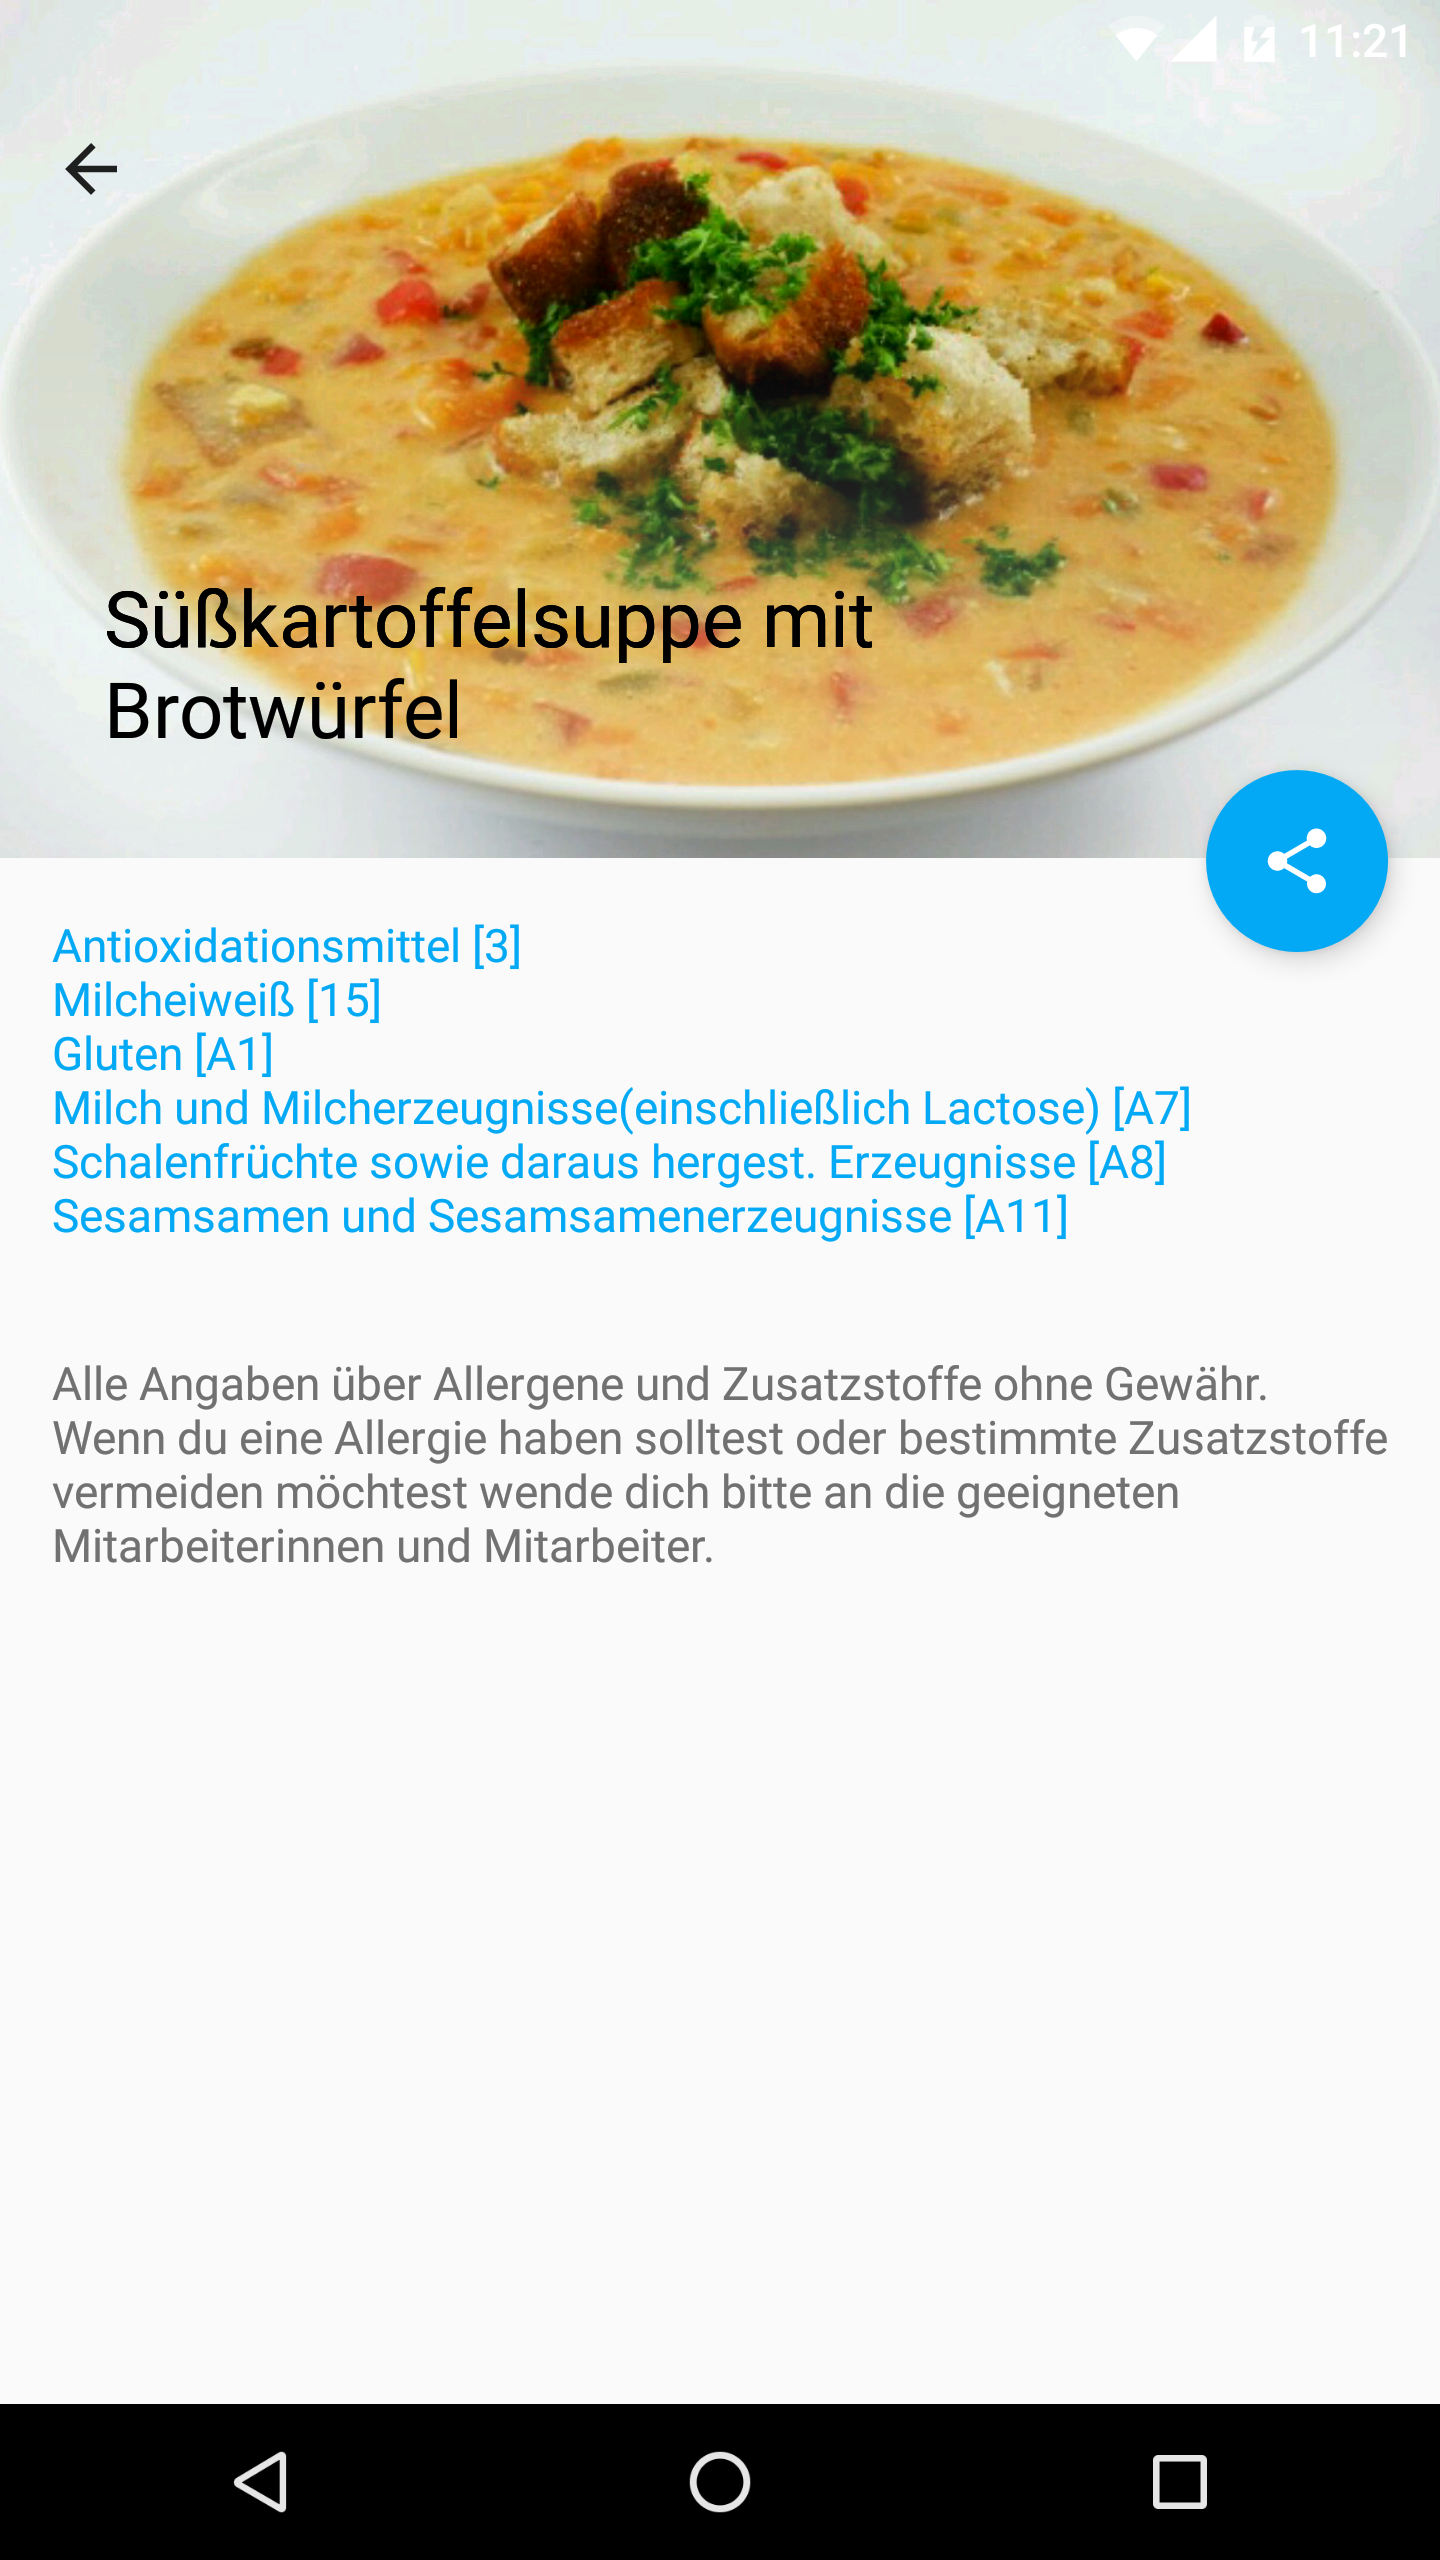 11:21
Süßkartoffelsuppe mit
Brotwürfel
Antioxidationsmittel [3]
Milcheiweiß [15]
Gluten [A1]
Milch und Milcherzeugnisse(einschließlich Lactose) [A7]
Schalenfrüchte sowie daraus hergest. Erzeugnisse [A8]
Sesamsamen und Sesamsamenerzeugnisse [A11]
Alle Angaben über Allergene und Zusatzstoffe ohne Gewähr.
Wenn du eine Allergie haben solltest oder bestimmte Zusatzstoffe
vermeiden möchtest wende dich bitte an die geeigneten
Mitarbeiterinnen und Mitarbeiter.